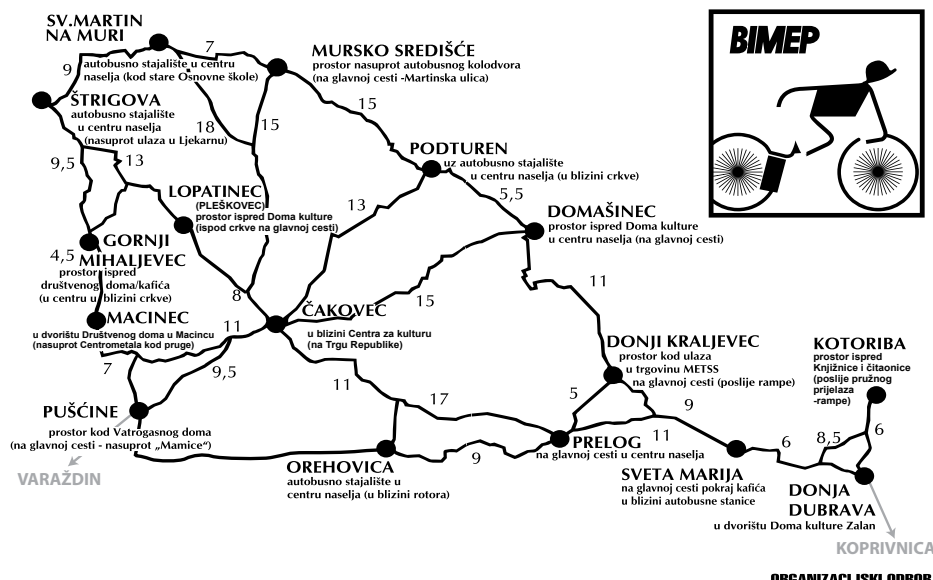 SV.MARTIN
NA MURI
autobusno stajalište u centru
naselja (kod stare Osnovne škole)
7
MURSKO SREDIŠĆE
prostor nasuprot autobusnog kolodvora
(na glavnoj cesti -Martinska ulica)
BIMEP
9
ŠTRIGOVA
autobusno stajalište
u centru naselja
(nasuprot ulaza u Ljekarnu)
18
15
15
PODTUREN
uz autobusno stajalište
u centru naselja (u blizini crkve)
9,5
13
LOPATINEC
(PLEŠKOVEC)
prostor ispred Doma kulture
(ispod crkve na glavnoj cesti)
13
5,5
DOMAŠINEC
prostor ispred Doma kulture
u centru naselja (na glavnoj cesti)
4,5
GORNJI
MIHALJEVEC
prostor ispred
društvenog doma/kafića
(u centru u blizini crkve)
8
15
11
MACINEC
u dvorištu Društvenog doma u Macincu
(nasuprot Centrometala kod pruge)
11
ČAKOVEC
u blizini Centra za kulturu
(na Trgu Republike)
DONJI KRALJEVEC
prostor kod ulaza
u trgovinu METSS
na glavnoj cesti (poslije rampe)
KOTORIBA
prostor ispred
Knjižnice i čitaonice
(poslije pružnog
prijelaza
-rampe)
7
9,5
11
17
5
9
PUŠĆINE
prostor kod Vatrogasnog doma
(na glavnoj cesti - nasuprot „Mamice“)
VARAŽDIN
OREHOVICA
autobusno stajalište u
centru naselja (u blizini rotora)
9
PRELOG
na glavnoj cesti u centru naselja
11
SVETA MARIJA
na glavnoj cesti pokraj kafića
u blizini autobusne stanice
6
8,5
6
DONJA
DUBRAVA
u dvorištu Doma kulture Zalan
KOPRIVNICA
ORGANIZACIJSKI ODBOR